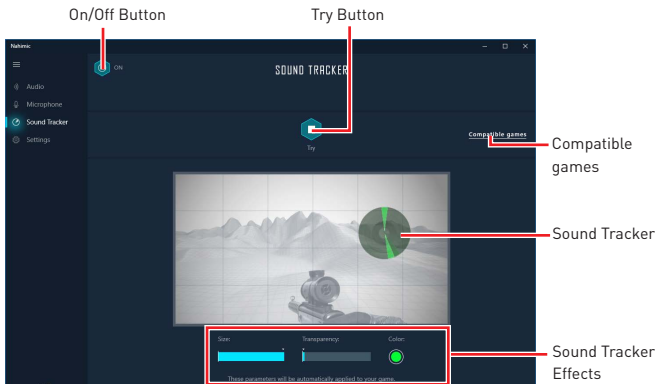 On/Off Button
Try Button
Nahimic
ON
SOUND TRACKER
Audio
Microphone
Sound Tracker
Settings
Try
Compatible games
Compatible
games
Sound Tracker
Size:
Transparency:
Color:
These parameters will be automatically applied to your game.
Sound Tracker
Effects